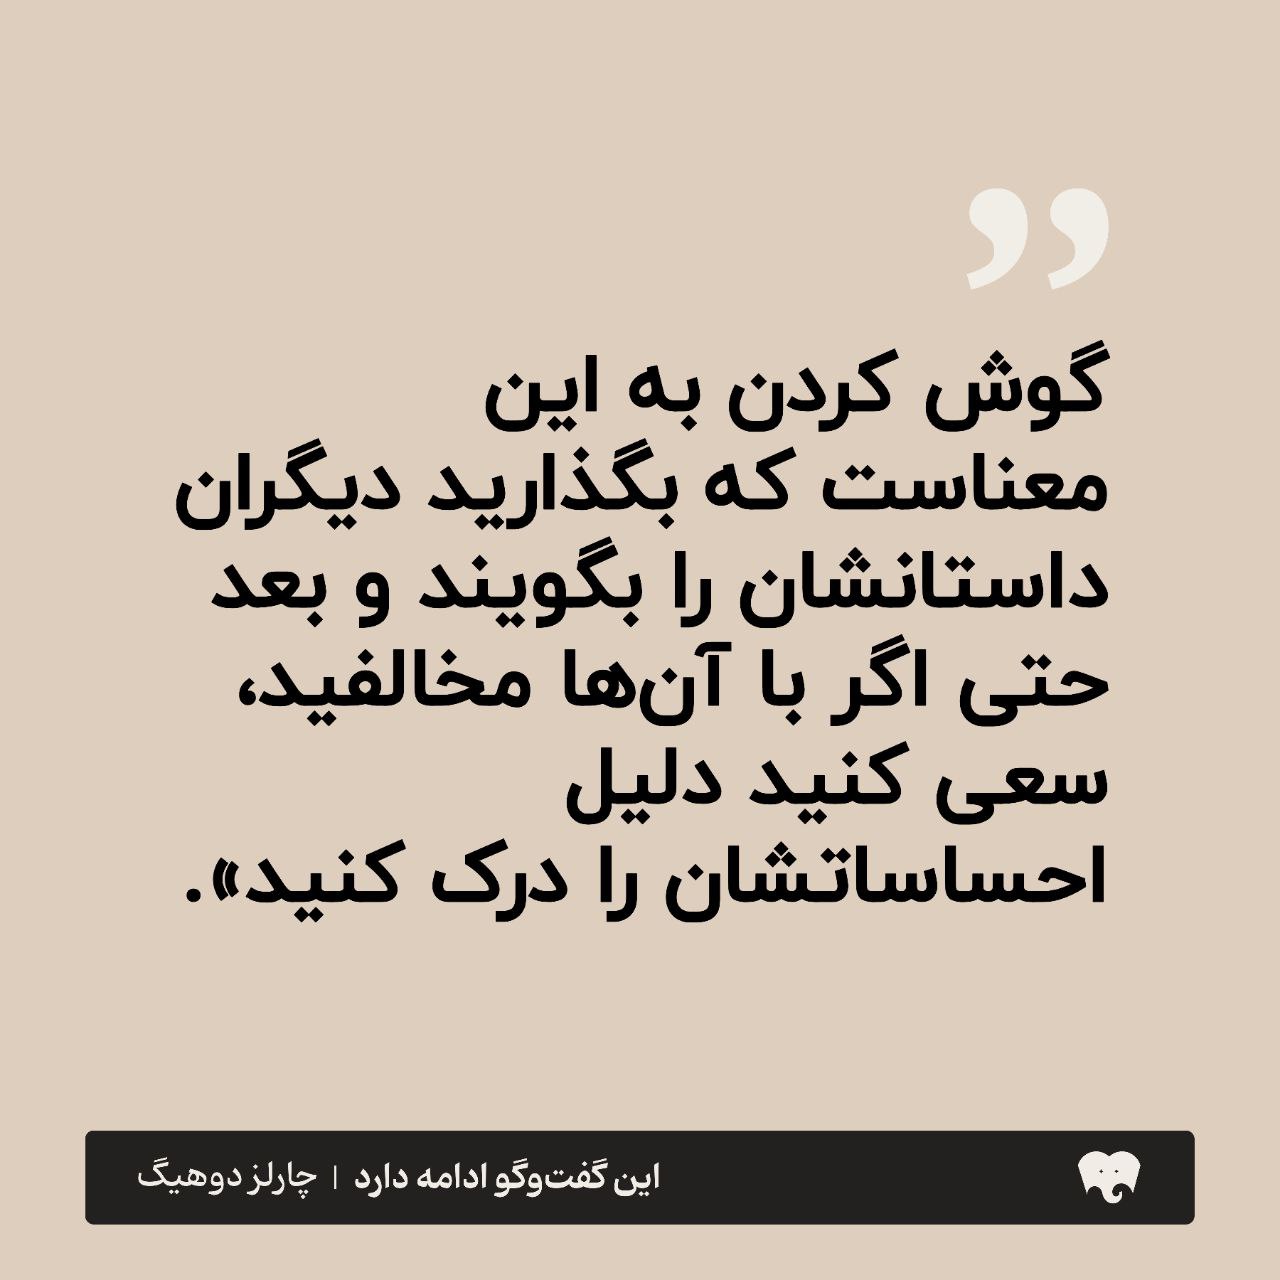 ”
گوش کردن به این
معناست که بگذارید دیگران
داستانشان را بگویند و بعد
حتی اگر با آن‌ها مخالفید،
سعی کنید دلیل
احساساتشان را درک کنید».
این گفت‌وگو ادامه دارد | چارلز دوهیگ